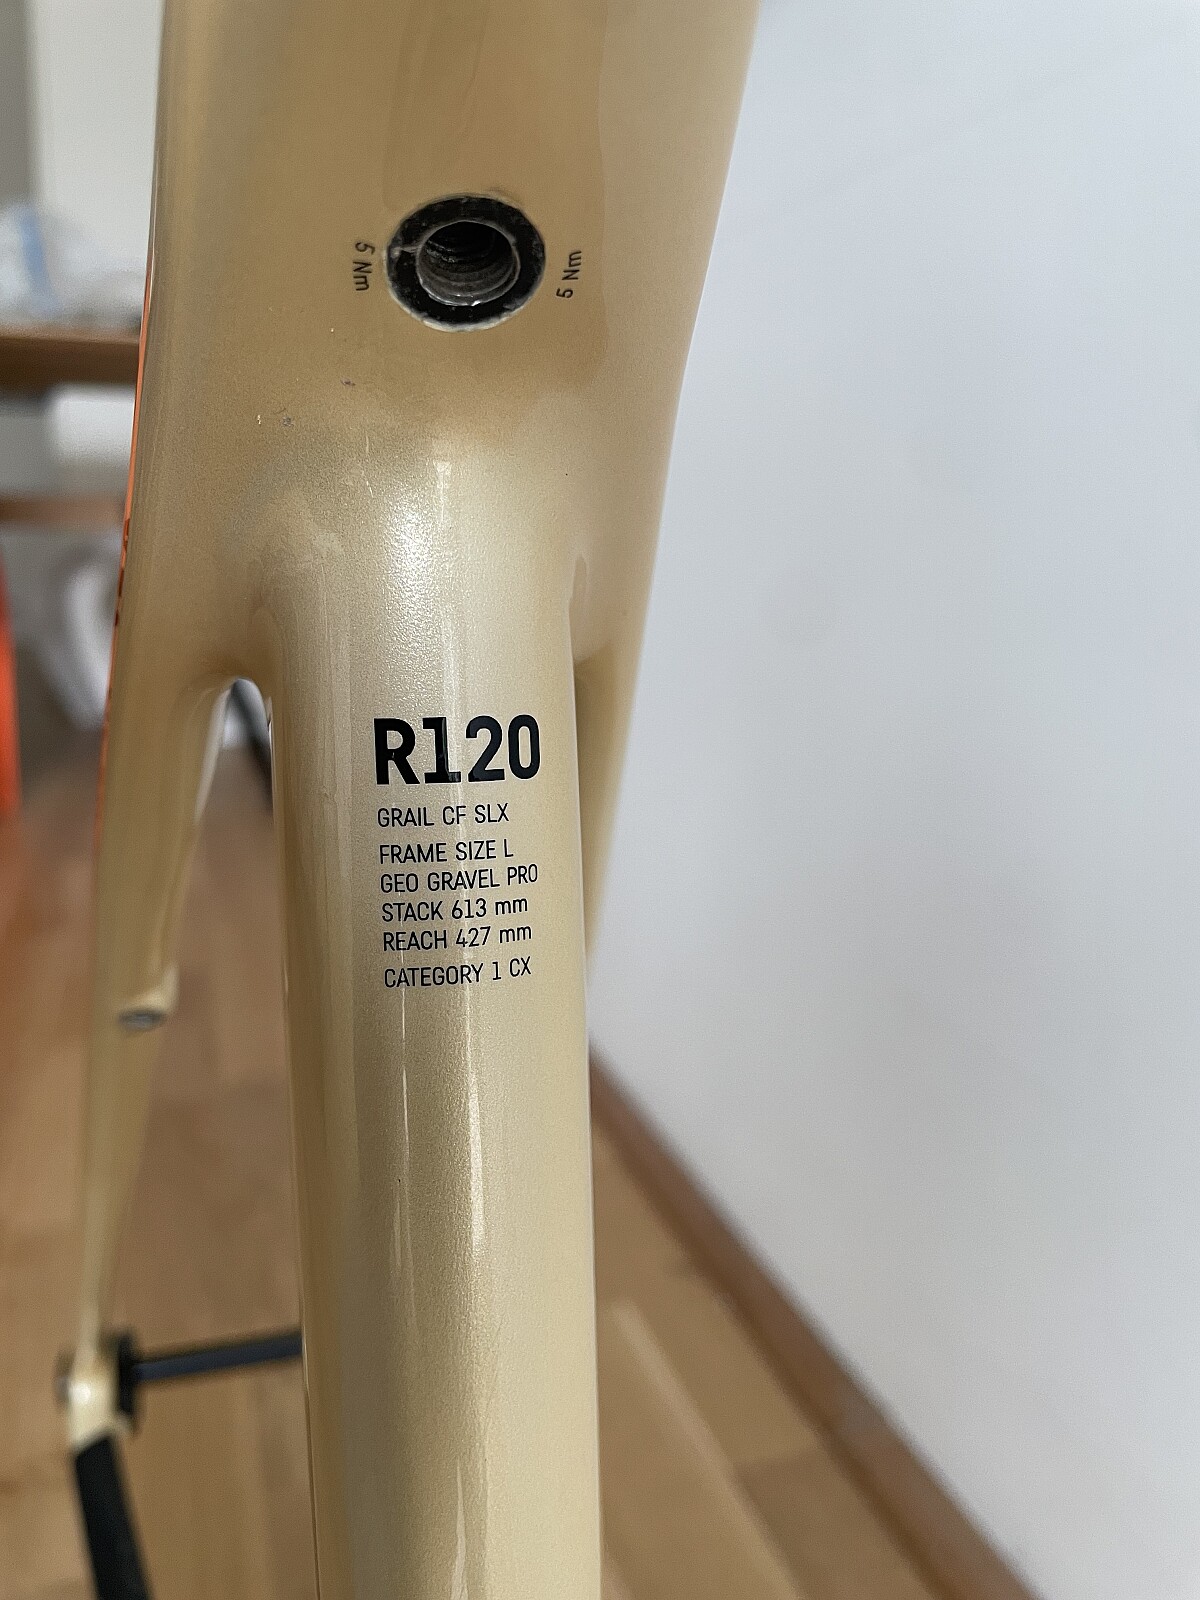 5 Nm
5 Nm
R120
GRAIL CF SLX
FRAME SIZE L
GEO GRAVEL PRO
STACK 613 mm
REACH 427 mm
CATEGORY 1 CX